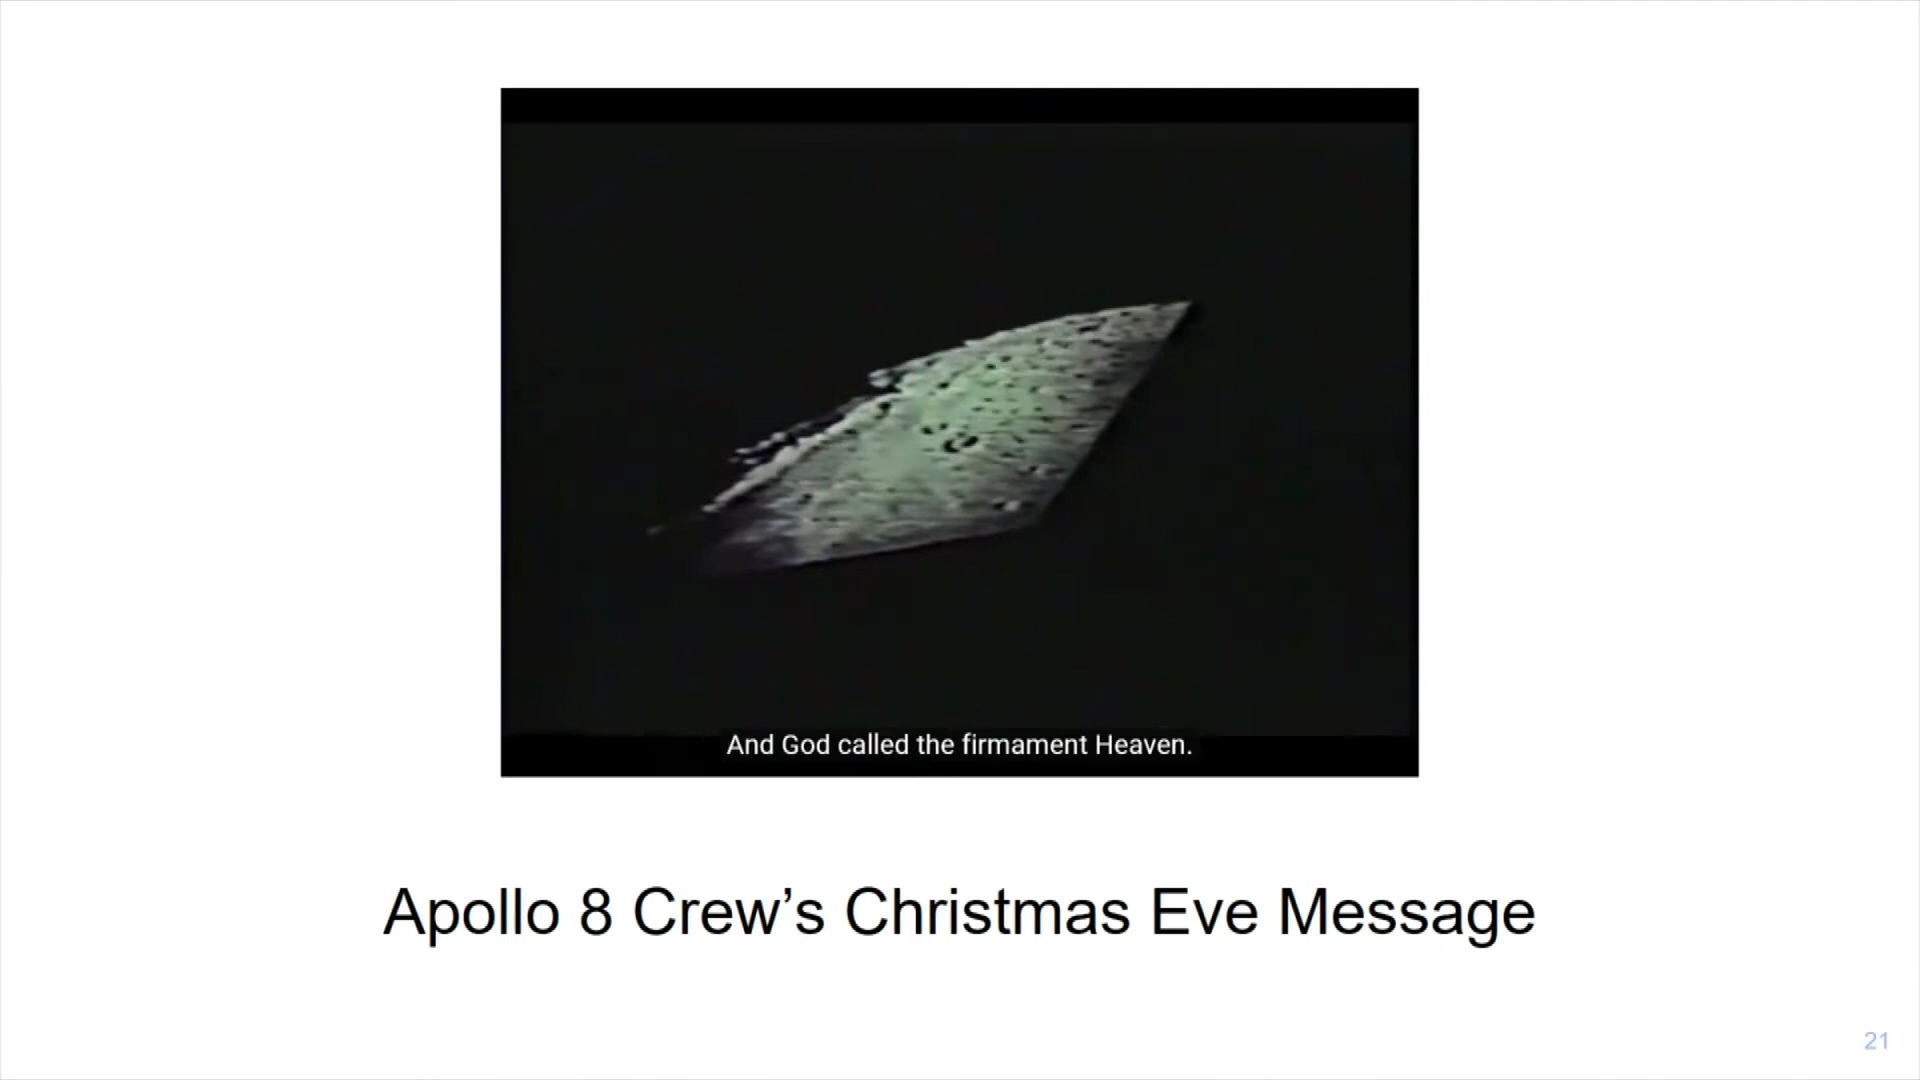 And God called the firmament Heaven.
Apollo 8 Crew’s Christmas Eve Message
21